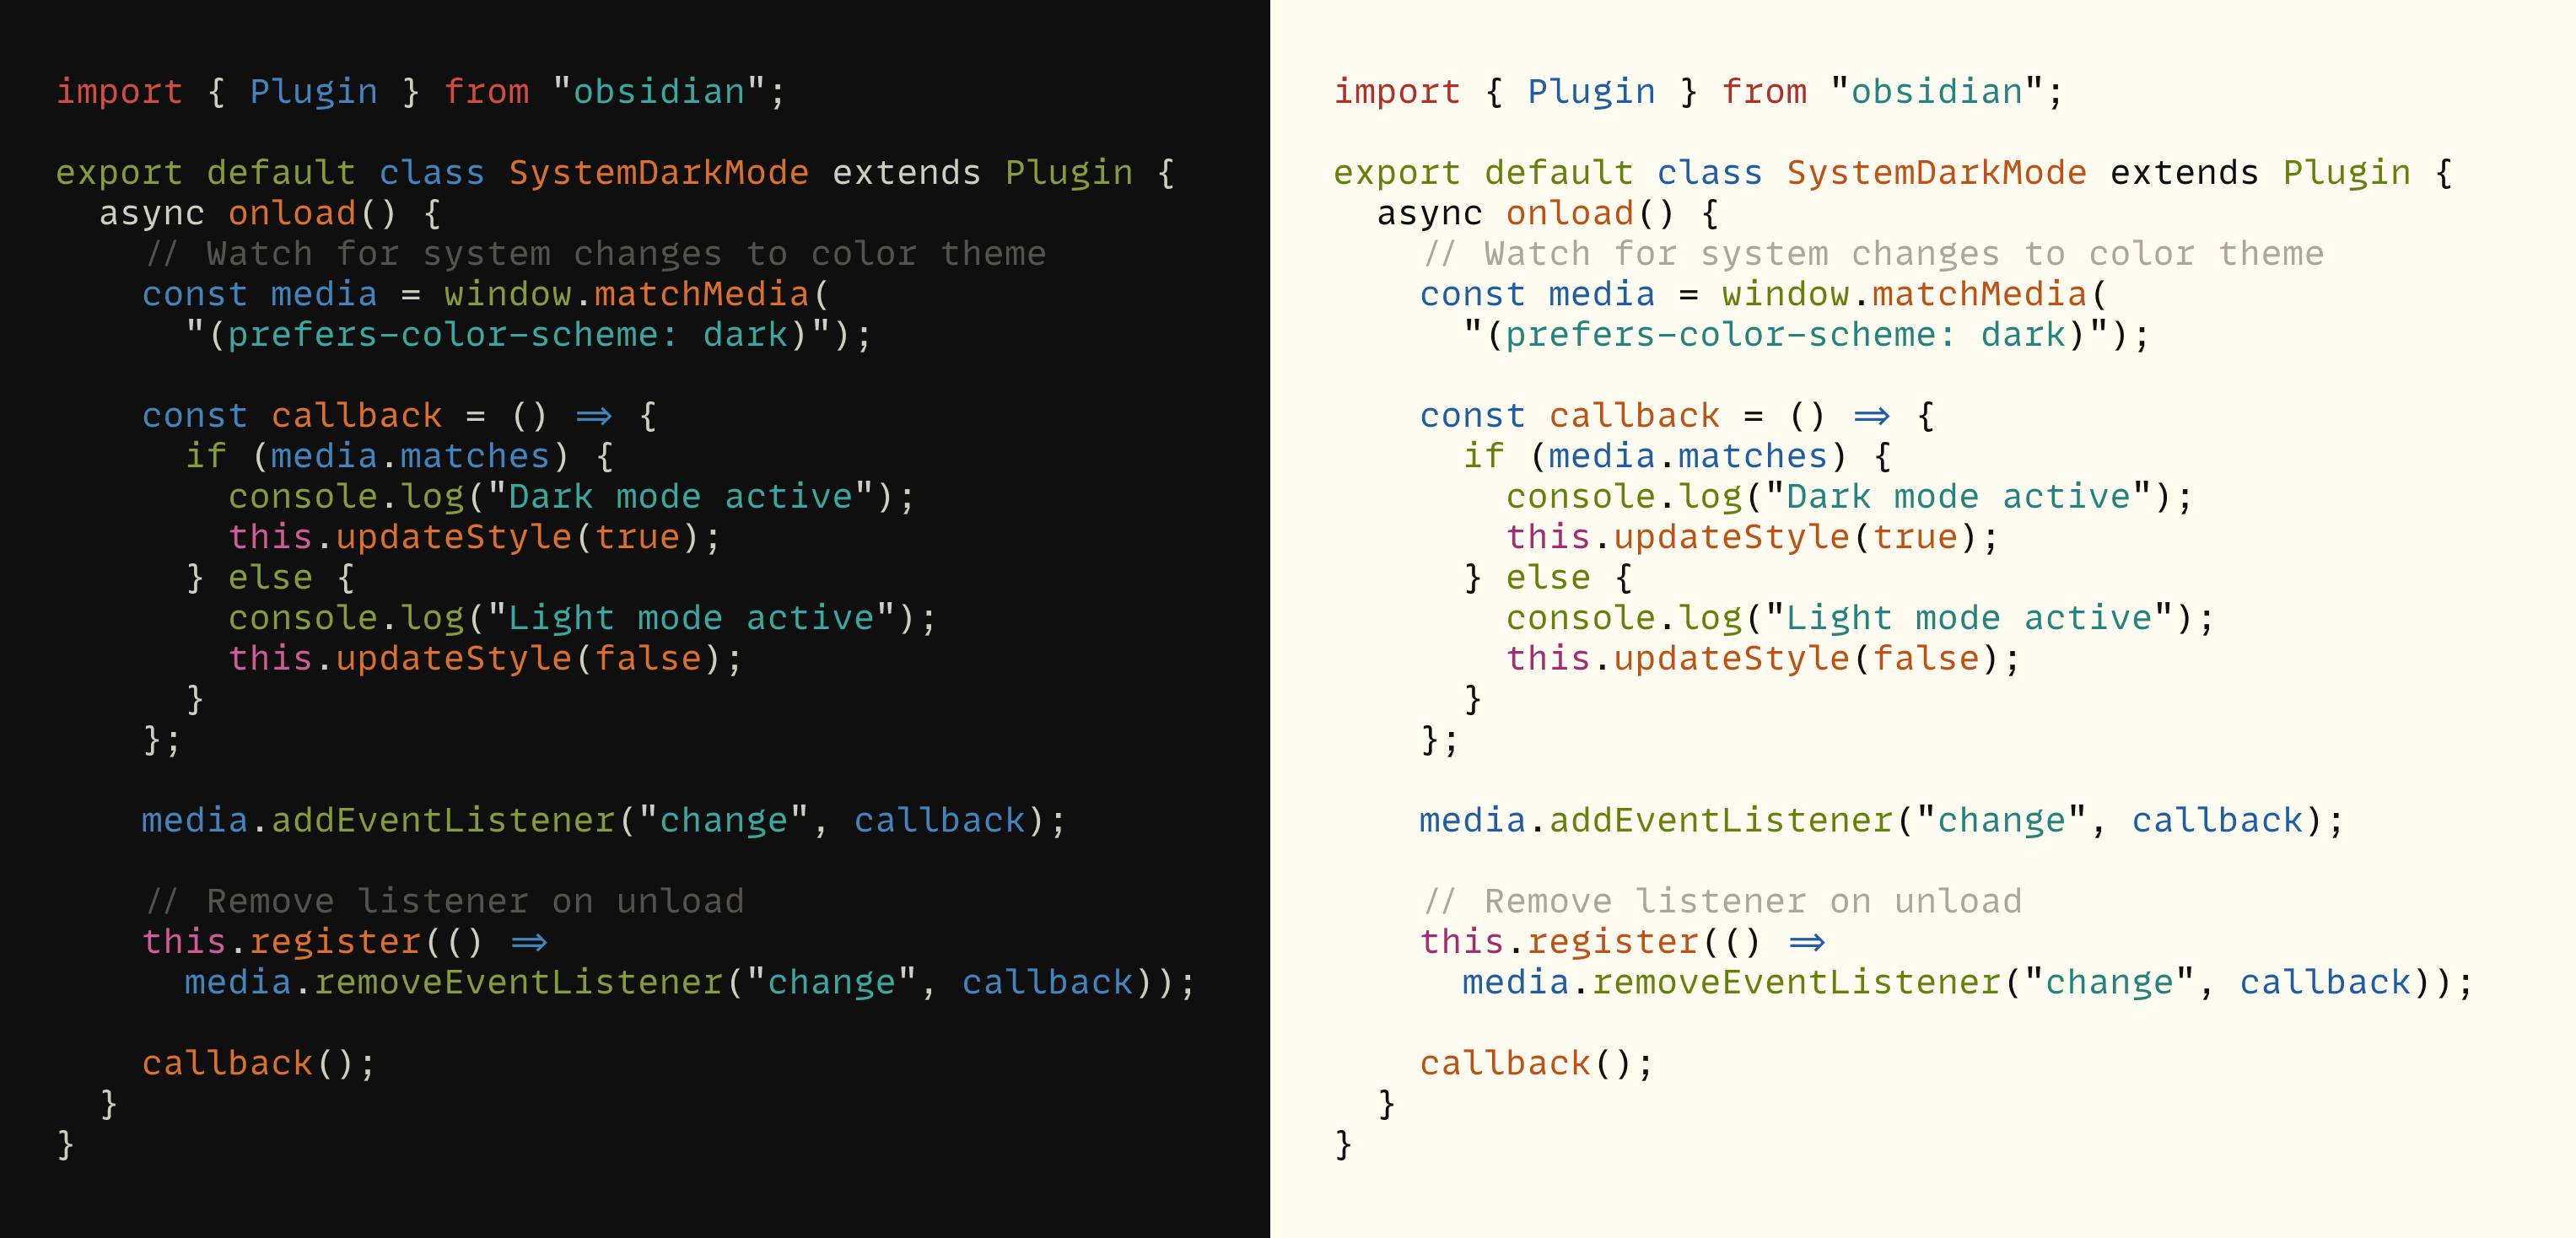 import { Plugin } from "obsidian";
export default class SystemDarkMode extends Plugin {
  async onload() {
    // Watch for system changes to color theme
    const media = window.matchMedia(
      "(prefers-color-scheme: dark)");
    const callback = () => {
      if (media.matches) {
        console.log("Dark mode active");
        this.updateStyle(true);
      } else {
        console.log("Light mode active");
        this.updateStyle(false);
      }
    };
    media.addEventListener("change", callback);
    // Remove listener on unload
    this.register(() =>
      media.removeEventListener("change", callback));
    callback();
  }
}
import { Plugin } from "obsidian";
export default class SystemDarkMode extends Plugin {
  async onload() {
    // Watch for system changes to color theme
    const media = window.matchMedia(
      "(prefers-color-scheme: dark)");
    const callback = () => {
      if (media.matches) {
        console.log("Dark mode active");
        this.updateStyle(true);
      } else {
        console.log("Light mode active");
        this.updateStyle(false);
      }
    };
    media.addEventListener("change", callback);
    // Remove listener on unload
    this.register(() =>
      media.removeEventListener("change", callback));
    callback();
  }
}